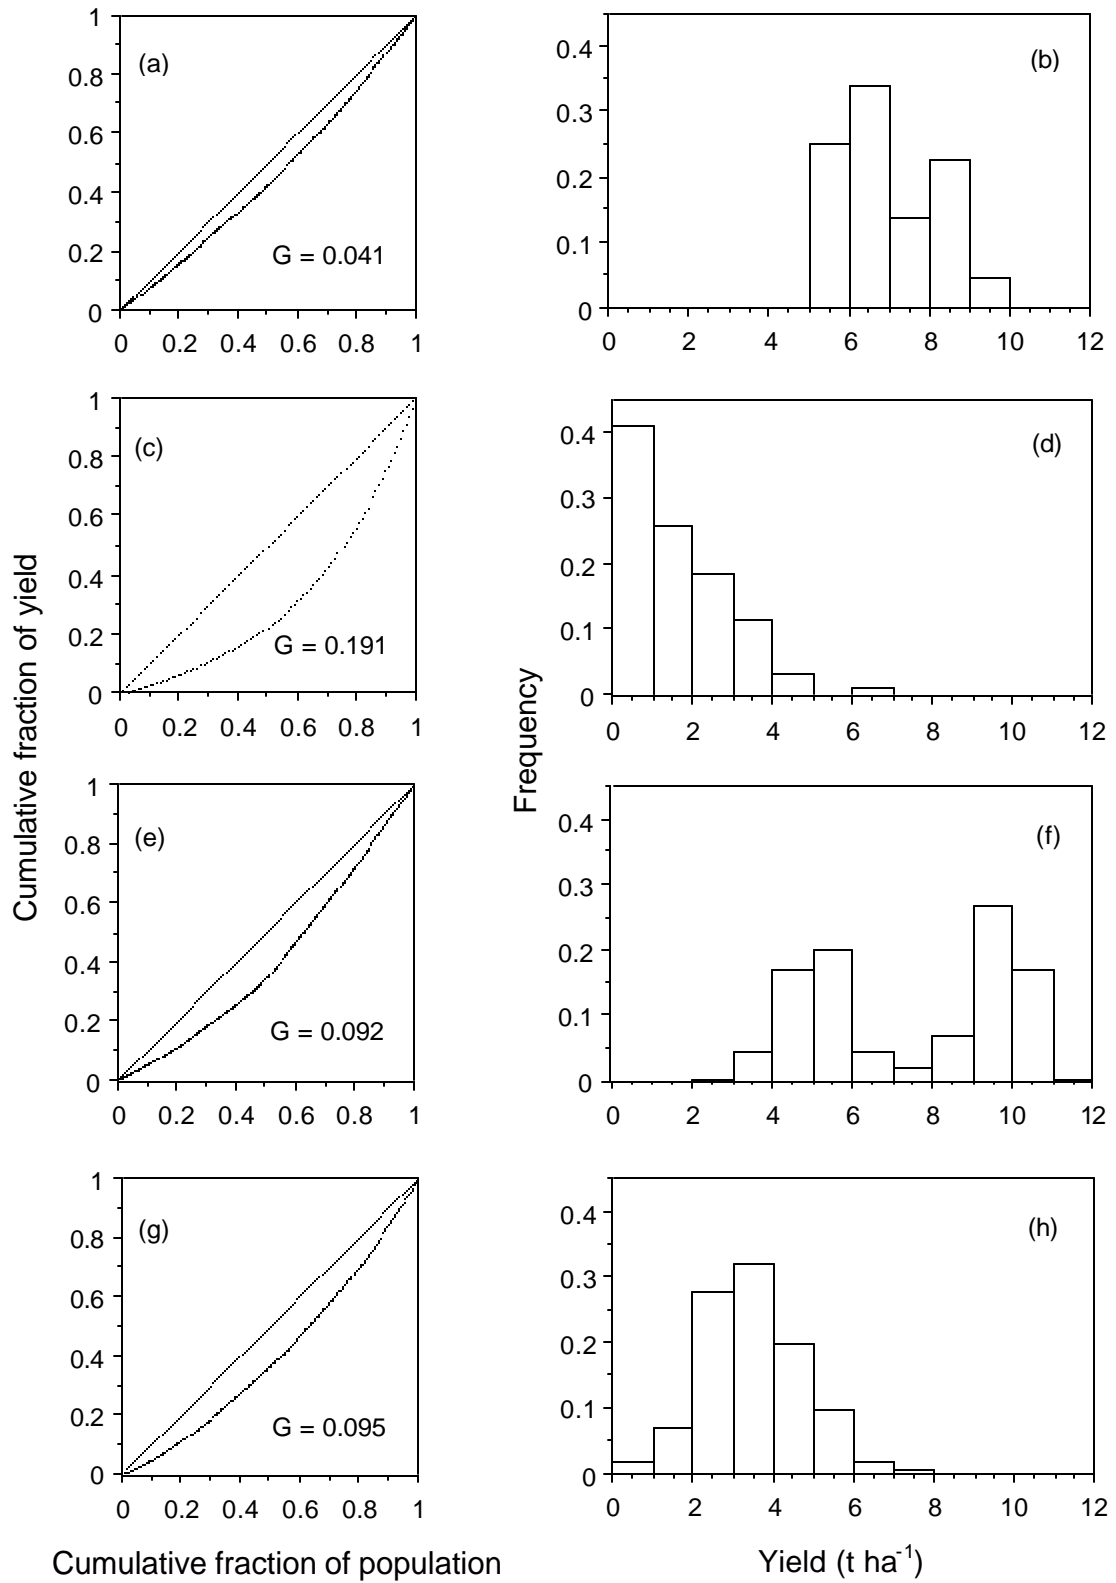 1
0.8
0.6
0.4
0.2
0
(a)
G = 0.041
0 0.2 0.4 0.6 0.8 1
0.4
0.3
0.2
0.1
0
(b)
0 2 4 6 8 10 12
1
0.8
0.6
0.4
0.2
0
(c)
G = 0.191
0 0.2 0.4 0.6 0.8 1
0.4
0.3
0.2
0.1
0
(d)
0 2 4 6 8 10 12
Cumulative fraction of yield
Frequency
1
0.8
0.6
0.4
0.2
0
(e)
G = 0.092
0 0.2 0.4 0.6 0.8 1
0.4
0.3
0.2
0.1
0
(f)
0 2 4 6 8 10 12
1
0.8
0.6
0.4
0.2
0
(g)
G = 0.095
0 0.2 0.4 0.6 0.8 1
0.4
0.3
0.2
0.1
0
(h)
0 2 4 6 8 10 12
Cumulative fraction of population
Yield (t ha⁻¹)